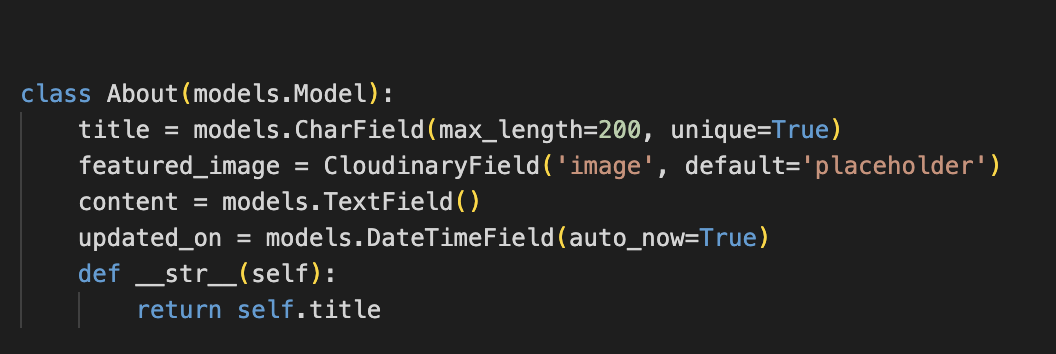 class About(models.Model):
    title = models.CharField(max_length=200, unique=True)
    featured_image = CloudinaryField('image', default='placeholder')
    content = models.TextField()
    updated_on = models.DateTimeField(auto_now=True)
    def __str__(self):
        return self.title